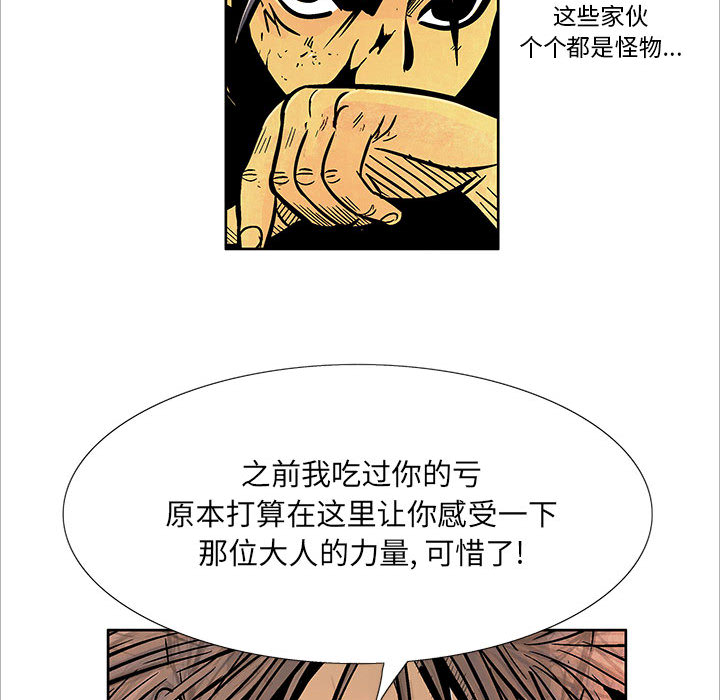 这些家伙
个个都是怪物...
之前我吃过你的亏
原本打算在这里让你感受一下
那位大人的力量, 可惜了!